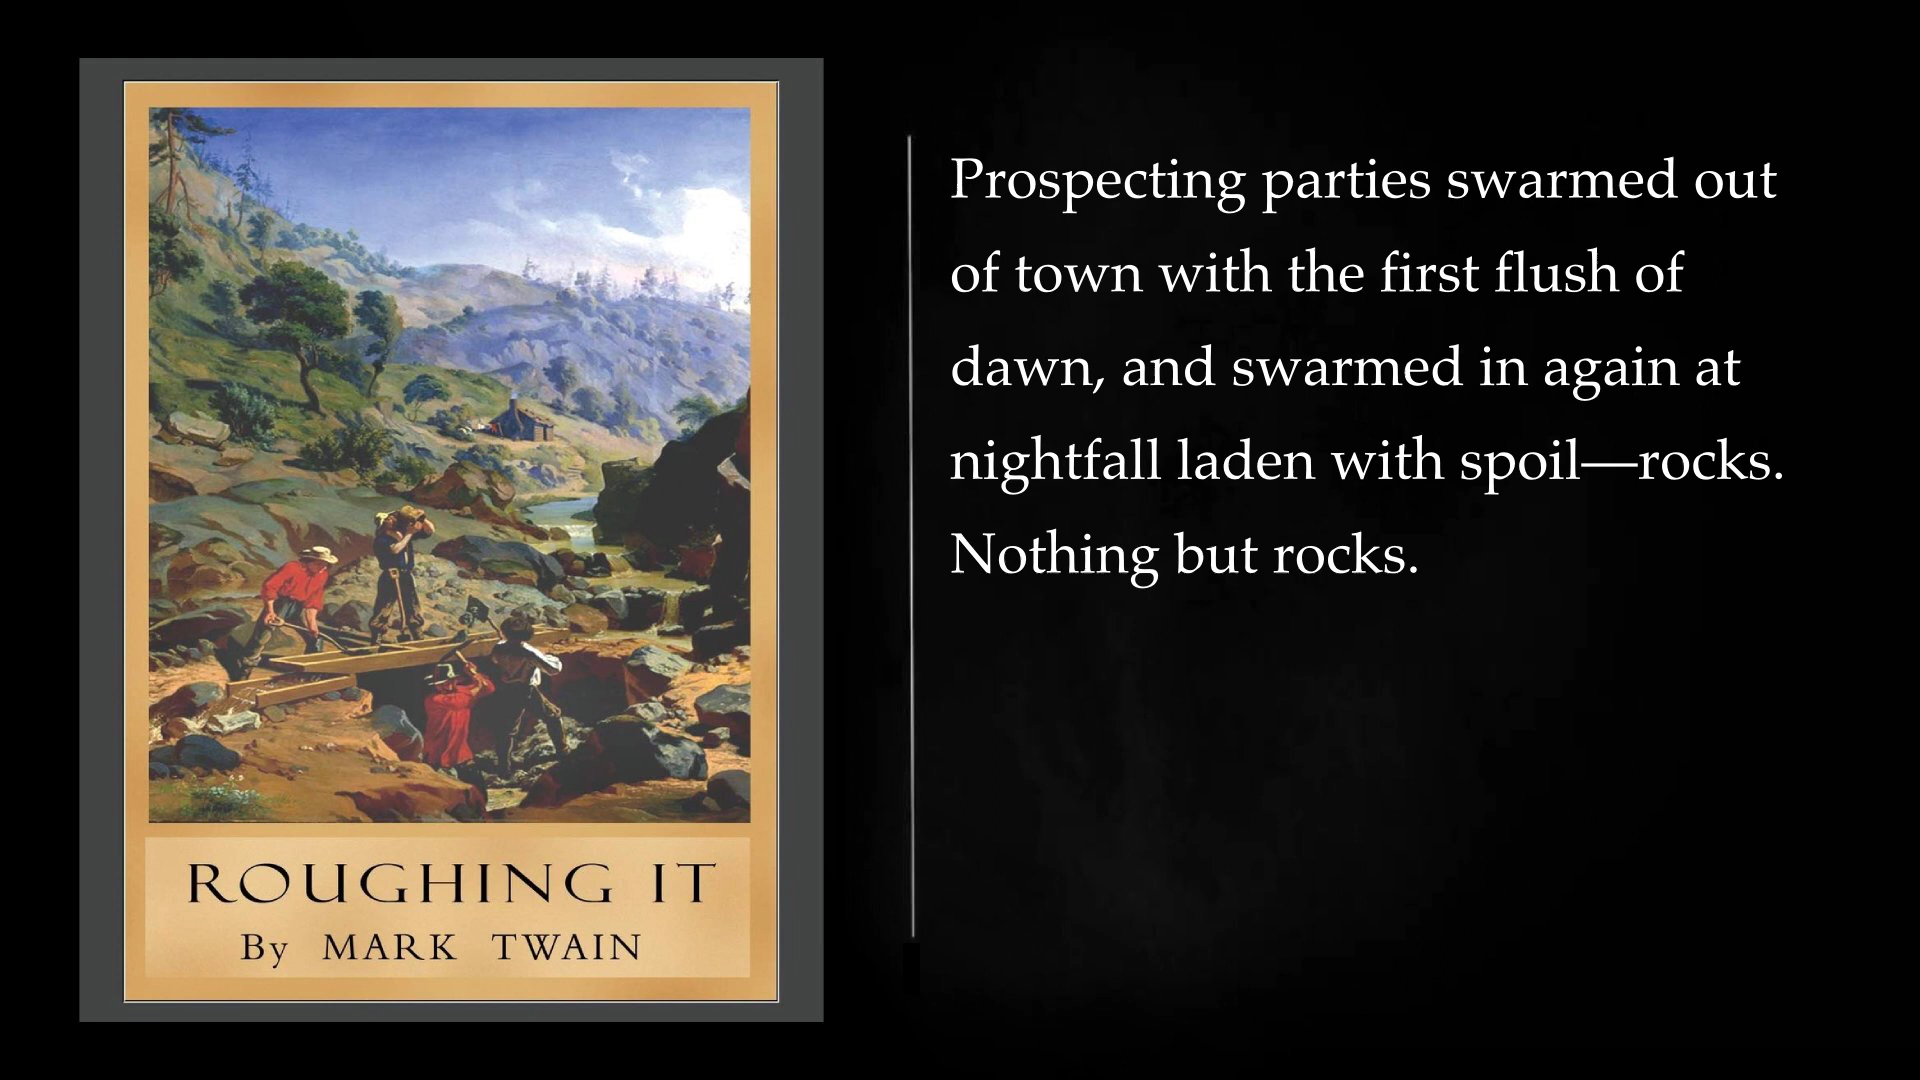 Prospecting parties swarmed out
of town with the first flush of
dawn, and swarmed in again at
nightfall laden with spoil—rocks.
Nothing but rocks.
ROUGHING IT
By MARK TWAIN